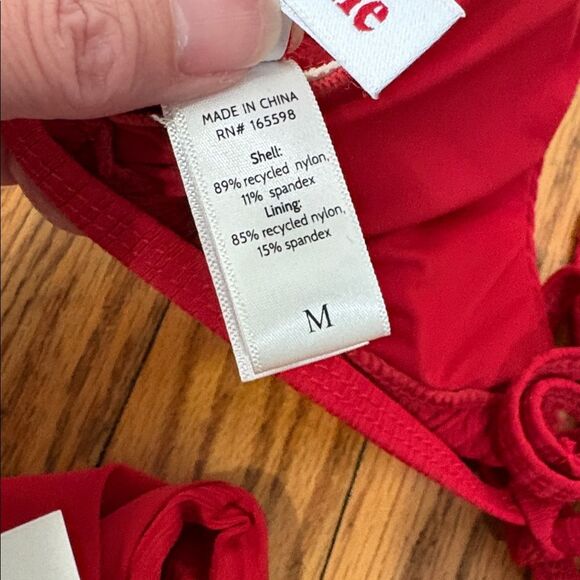 MADE IN CHINA
RN# 165598
Shell:
89% recycled nylon,
11% spandex
Lining:
85% recycled nylon,
15% spandex
M